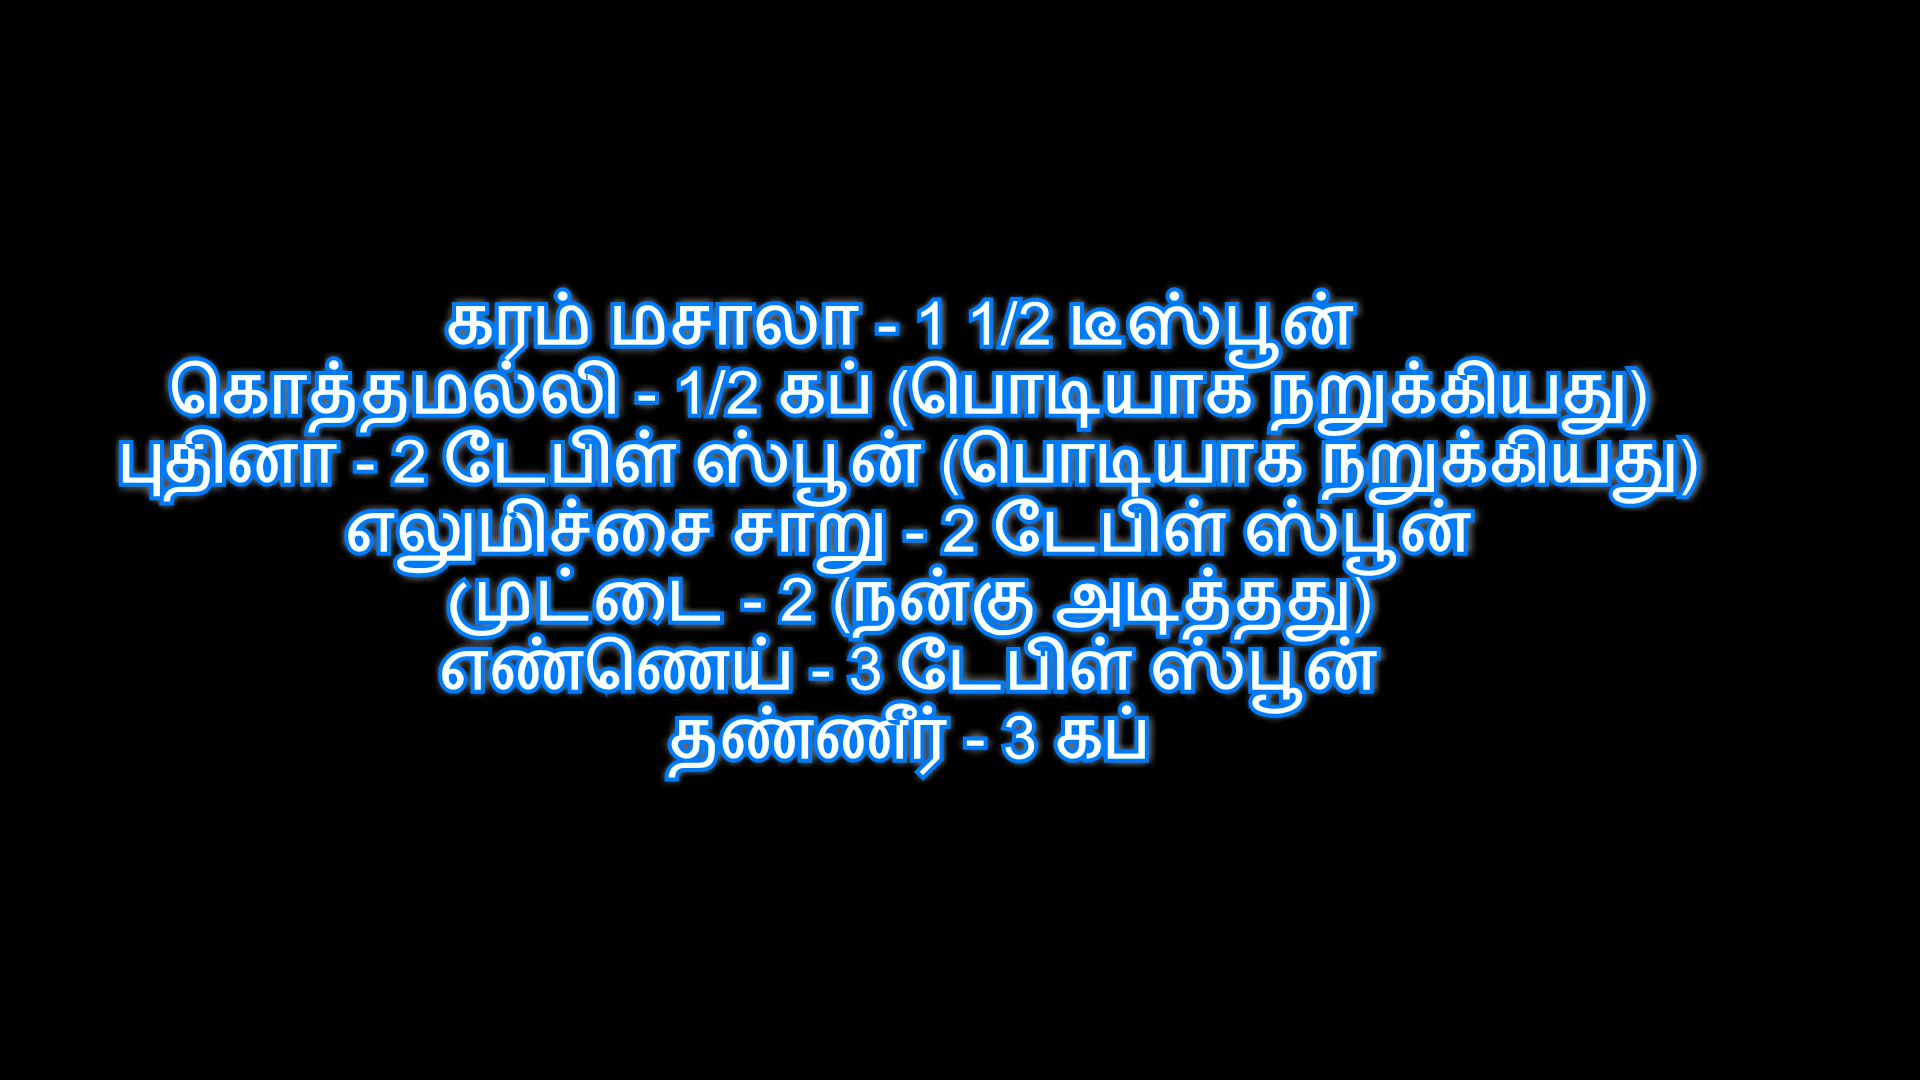 கரம் மசாலா - 1 1/2 டீஸ்பூன்
கொத்தமல்லி - 1/2 கப் (பொடியாக நறுக்கியது)
புதினா - 2 டேபிள் ஸ்பூன் (பொடியாக நறுக்கியது)
எலுமிச்சை சாறு - 2 டேபிள் ஸ்பூன்
முட்டை - 2 (நன்கு அடித்தது)
எண்ணெய் - 3 டேபிள் ஸ்பூன்
தண்ணீர் - 3 கப்